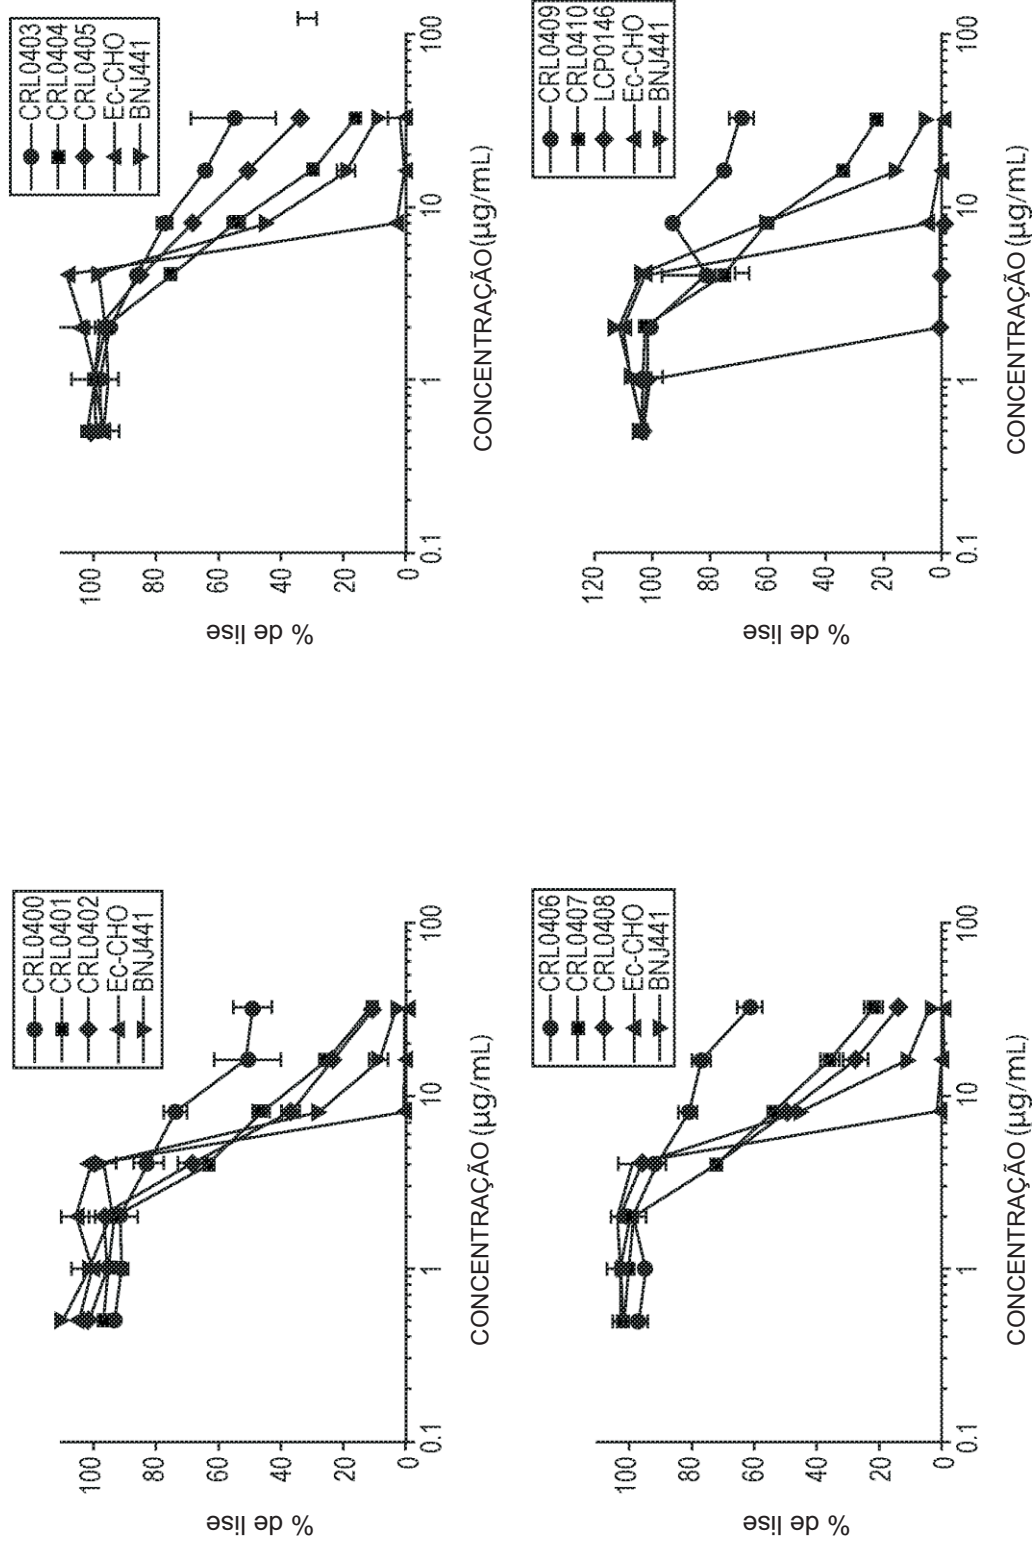 CRL0400
CRL0401
CRL0402
Ec-CHO
BNJ441
% de lise
100
80
60
40
20
0
0.1
1
10
100
CONCENTRAÇÃO (µg/mL)
CRL0403
CRL0404
CRL0405
Ec-CHO
BNJ441
% de lise
100
80
60
40
20
0
0.1
1
10
100
CONCENTRAÇÃO(µg/mL)
CRL0406
CRL0407
CRL0408
Ec-CHO
BNJ441
% de lise
100
80
60
40
20
0
0.1
1
10
100
CONCENTRAÇÃO (µg/mL)
CRL0409
CRL0410
LCP0146
Ec-CHO
BNJ441
% de lise
120
100
80
60
40
20
0
0.1
1
10
100
CONCENTRAÇÃO (µg/mL)